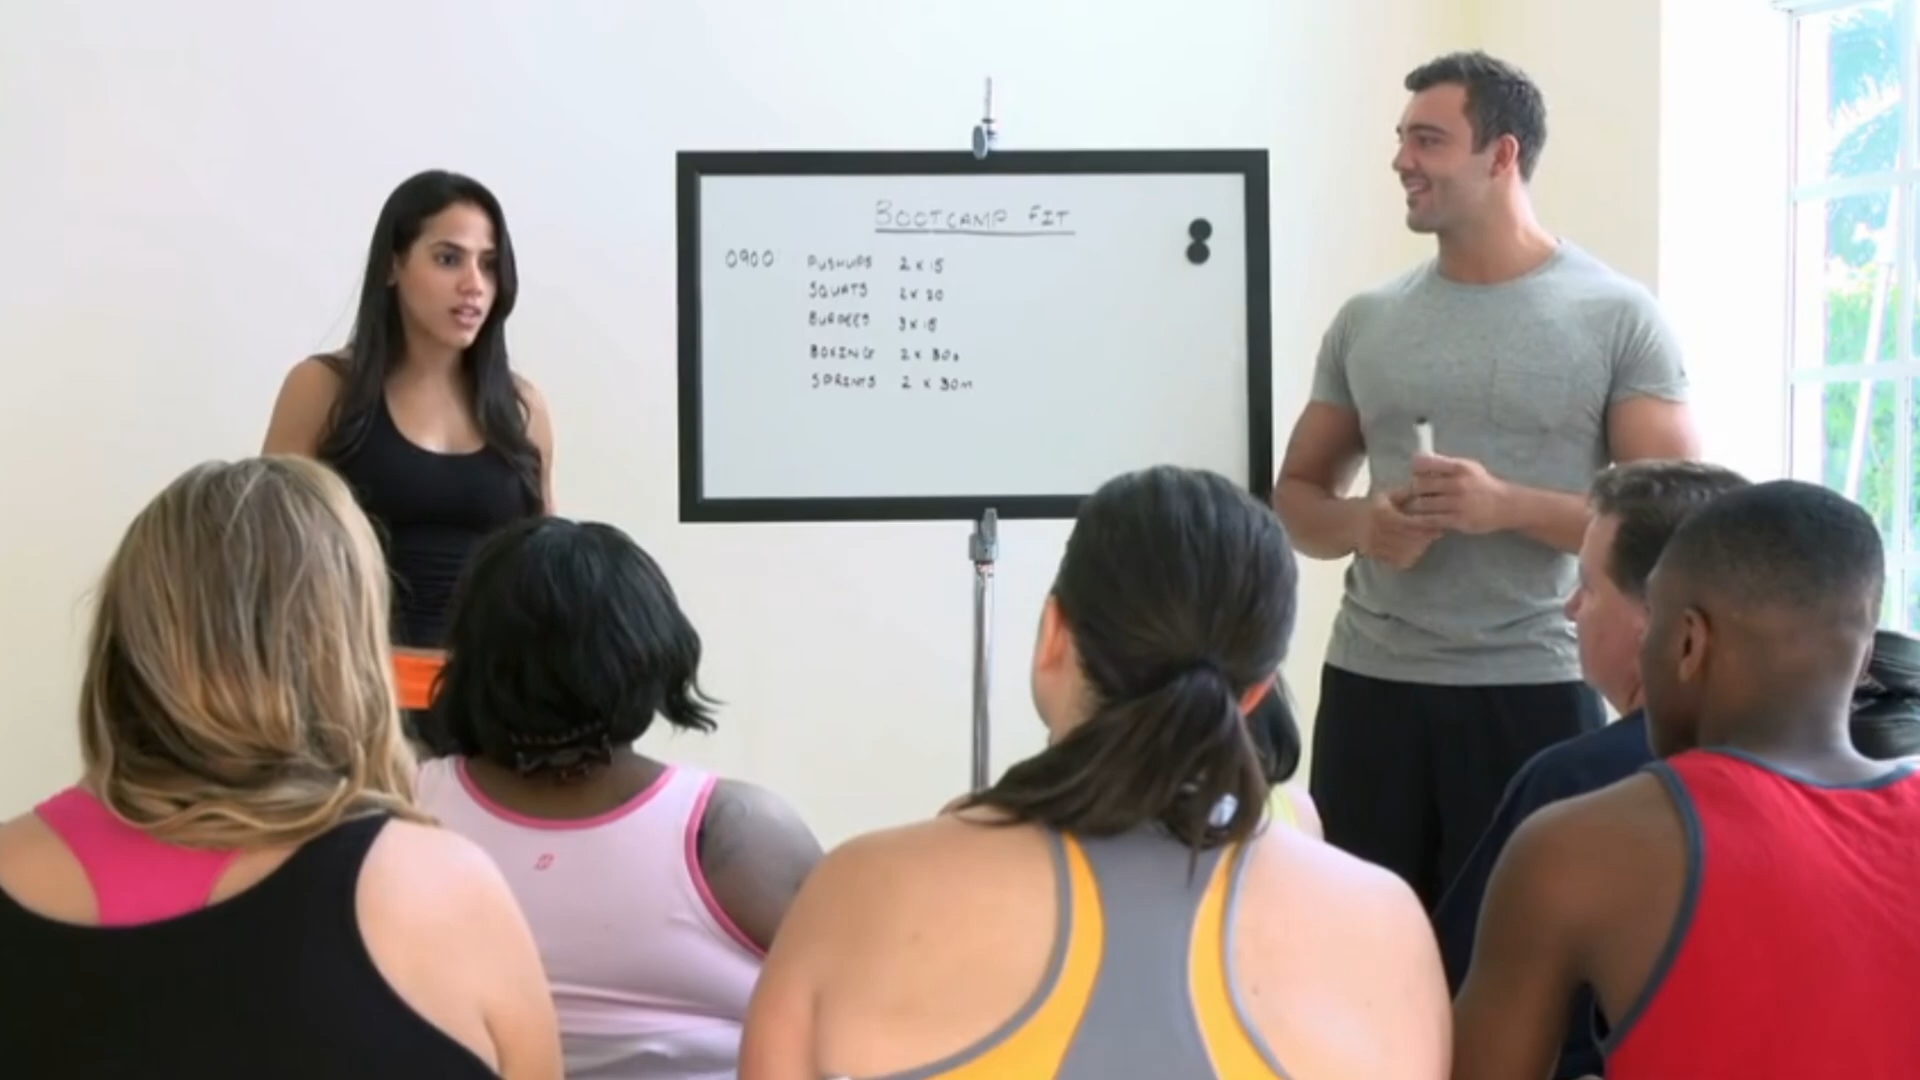 BOOTCAMP FIT
0900 PUSHUPS 2 x 15
SQUATS 2 x 20
BURPEES 3 x 15
BOXING 2 x 30s
SPRINTS 2 x 30m